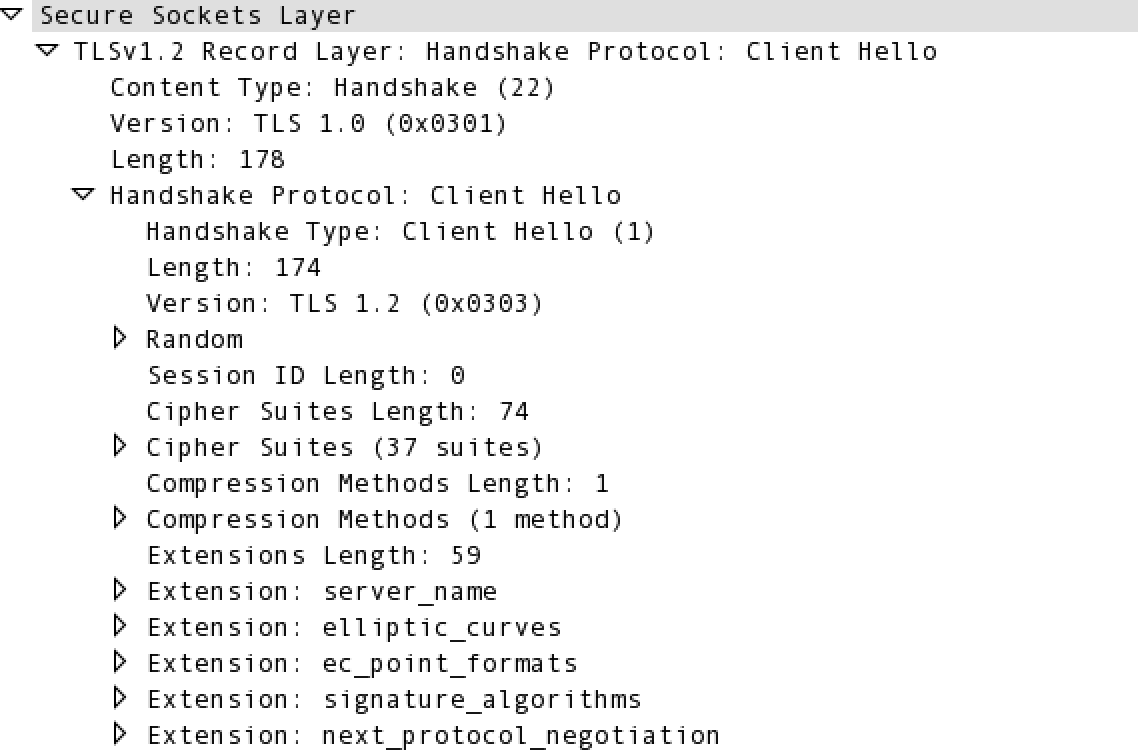 Secure Sockets Layer
TLSv1.2 Record Layer: Handshake Protocol: Client Hello
Content Type: Handshake (22)
Version: TLS 1.0 (0x0301)
Length: 178
Handshake Protocol: Client Hello
Handshake Type: Client Hello (1)
Length: 174
Version: TLS 1.2 (0x0303)
Random
Session ID Length: 0
Cipher Suites Length: 74
Cipher Suites (37 suites)
Compression Methods Length: 1
Compression Methods (1 method)
Extensions Length: 59
Extension: server_name
Extension: elliptic_curves
Extension: ec_point_formats
Extension: signature_algorithms
Extension: next_protocol_negotiation